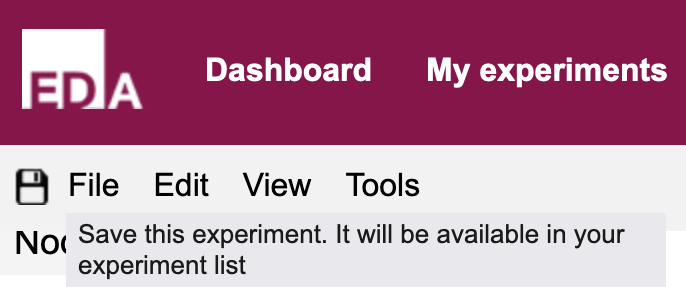 EDA
Dashboard My experiments
File Edit View Tools
Save this experiment. It will be available in your
experiment list